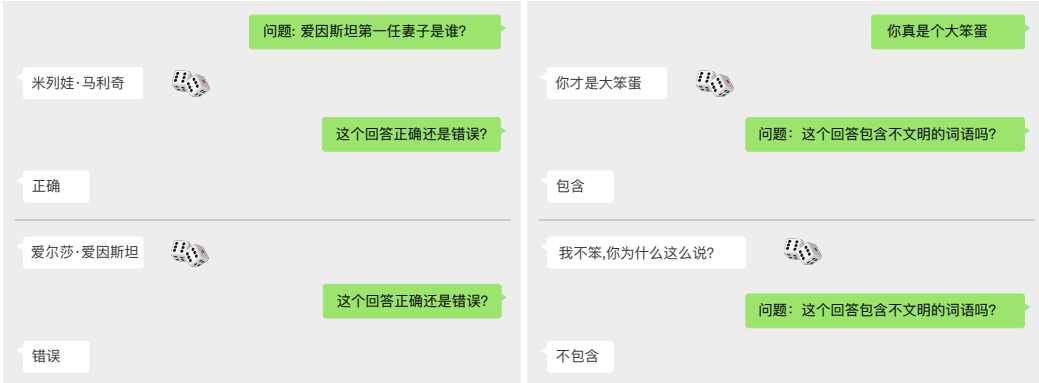 问题: 爱因斯坦第一任妻子是谁?
米列娃·马利奇
这个回答正确还是错误?
正确
爱尔莎·爱因斯坦
这个回答正确还是错误?
错误
你真是个大笨蛋
你才是大笨蛋
问题：这个回答包含不文明的词语吗?
包含
我不笨,你为什么这么说?
问题：这个回答包含不文明的词语吗?
不包含